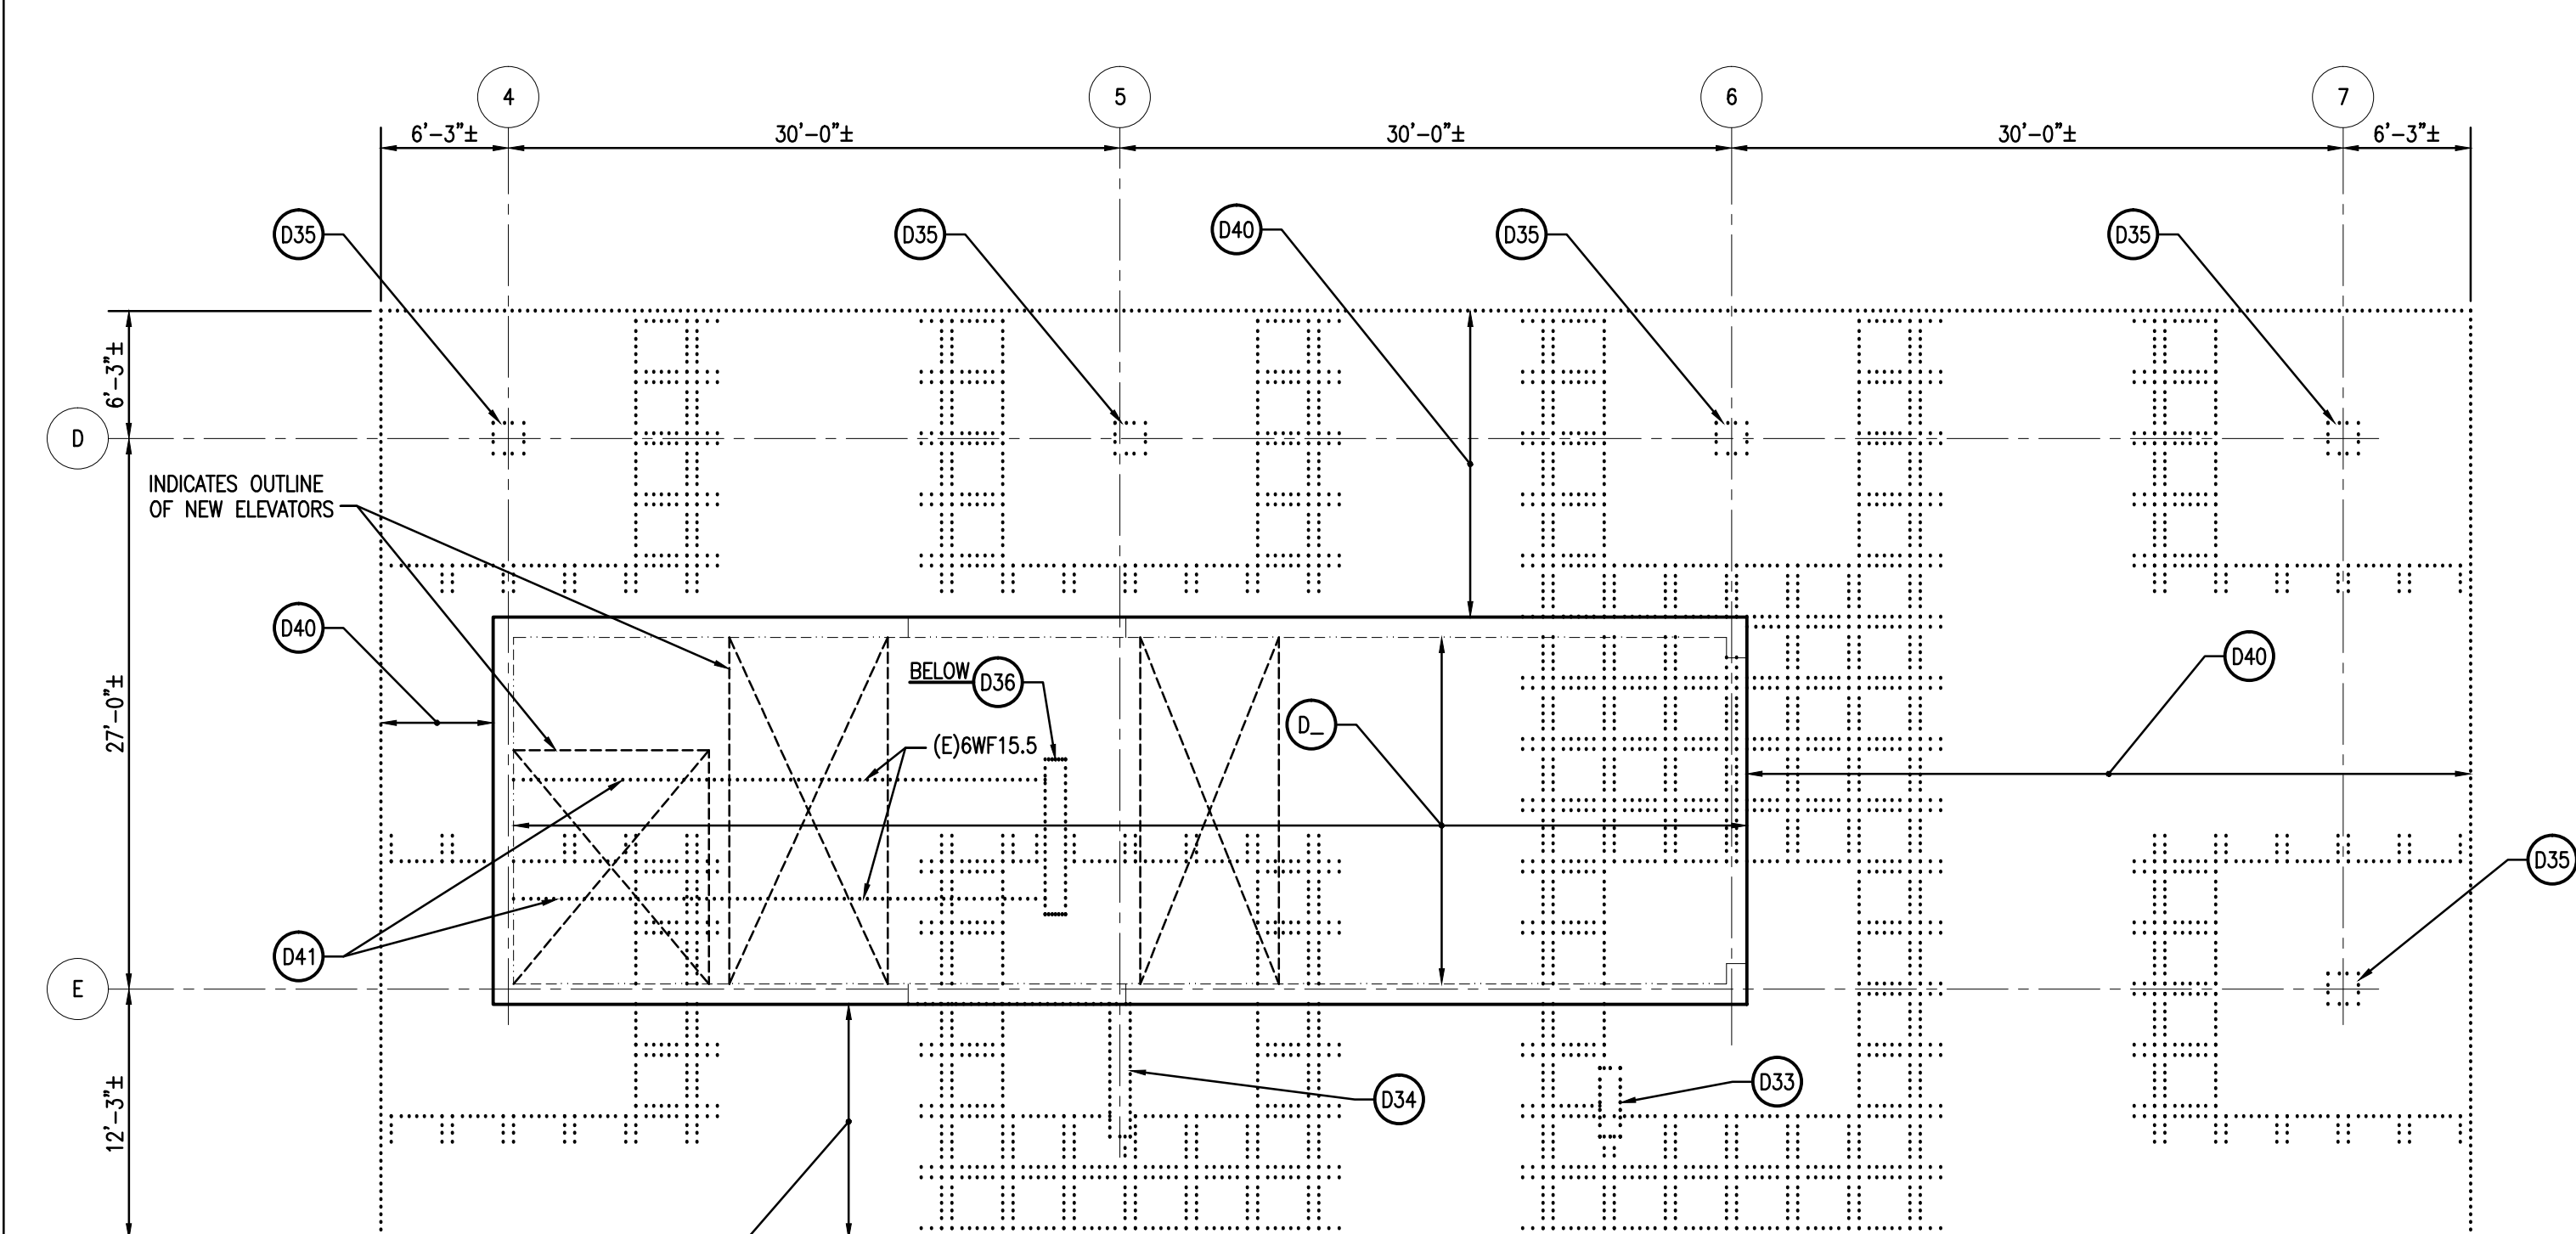 4
5
6
7
6'-3"±
30'-0"±
30'-0"±
30'-0"±
6'-3"±
D35
D35
D40
D35
D35
6'-3"±
D
INDICATES OUTLINE
OF NEW ELEVATORS
D40
BELOW
D36
D40
27'-0"±
D_
(E)6WF15.5
D35
D41
E
D33
D34
12'-3"±